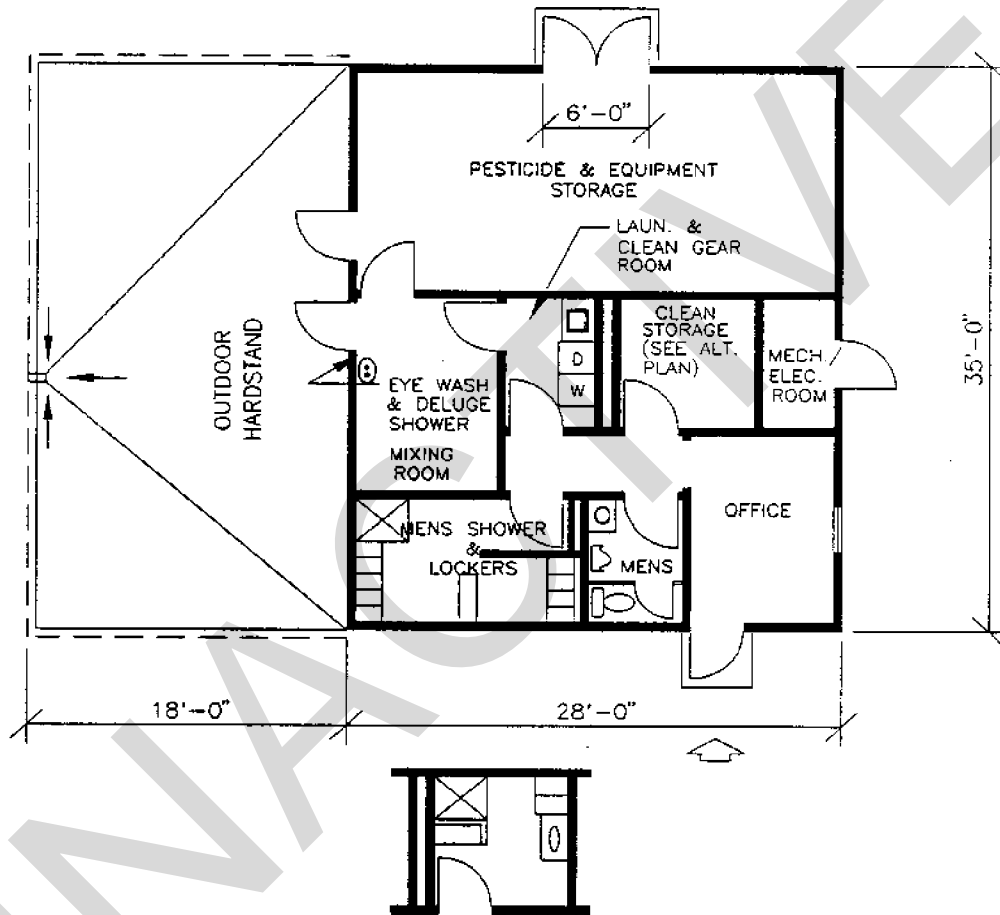 6'-0"
PESTICIDE & EQUIPMENT
STORAGE
LAUN. &
CLEAN GEAR
ROOM
CLEAN
STORAGE
(SEE ALT.
PLAN)
MECH.
ELEC.
ROOM
35'-0"
OUTDOOR
HARDSTAND
D
W
EYE WASH
& DELUGE
SHOWER
MIXING
ROOM
OFFICE
MENS SHOWER
&
LOCKERS
MENS
18'-0"
28'-0"
INACTIVE